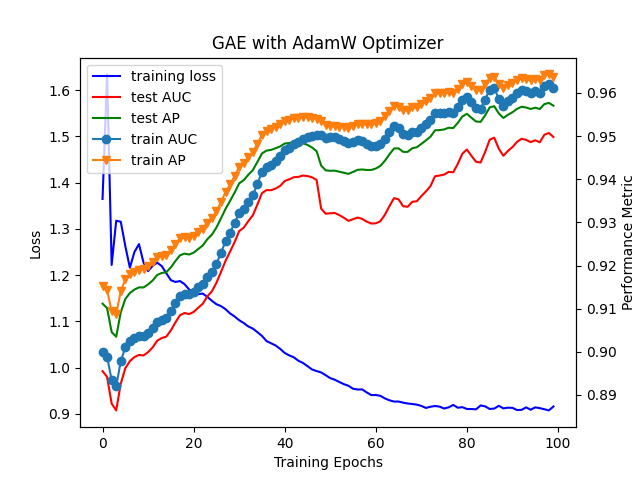 GAE with AdamW Optimizer
training loss
test AUC
test AP
train AUC
train AP
Loss
1.6
1.5
1.4
1.3
1.2
1.1
1.0
0.9
0.96
0.95
0.94
0.93
0.92
0.91
0.90
0.89
Performance Metric
0 20 40 60 80 100
Training Epochs